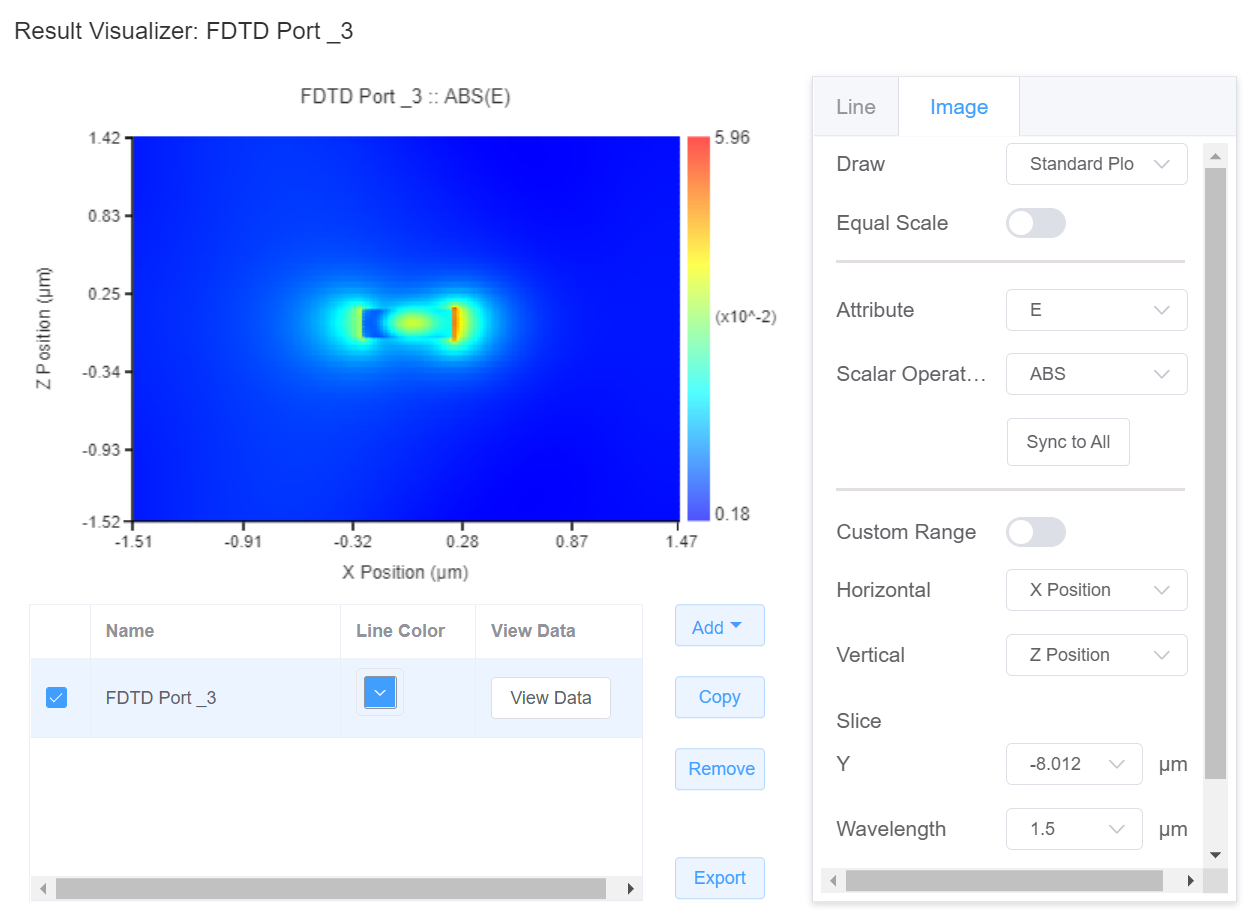 Result Visualizer: FDTD Port _3
FDTD Port _3 :: ABS(E)
1.42
0.83
0.25
-0.34
-0.93
-1.52
Z Position (µm)
-1.51 -0.91 -0.32 0.28 0.87 1.47
X Position (µm)
5.96
(x10^-2)
0.18
Name Line Color View Data
FDTD Port _3 View Data
Add
Copy
Remove
Export
Line Image
Draw Standard Plo
Equal Scale
Attribute E
Scalar Operat... ABS
Sync to All
Custom Range
Horizontal X Position
Vertical Z Position
Slice
Y -8.012 µm
Wavelength 1.5 µm